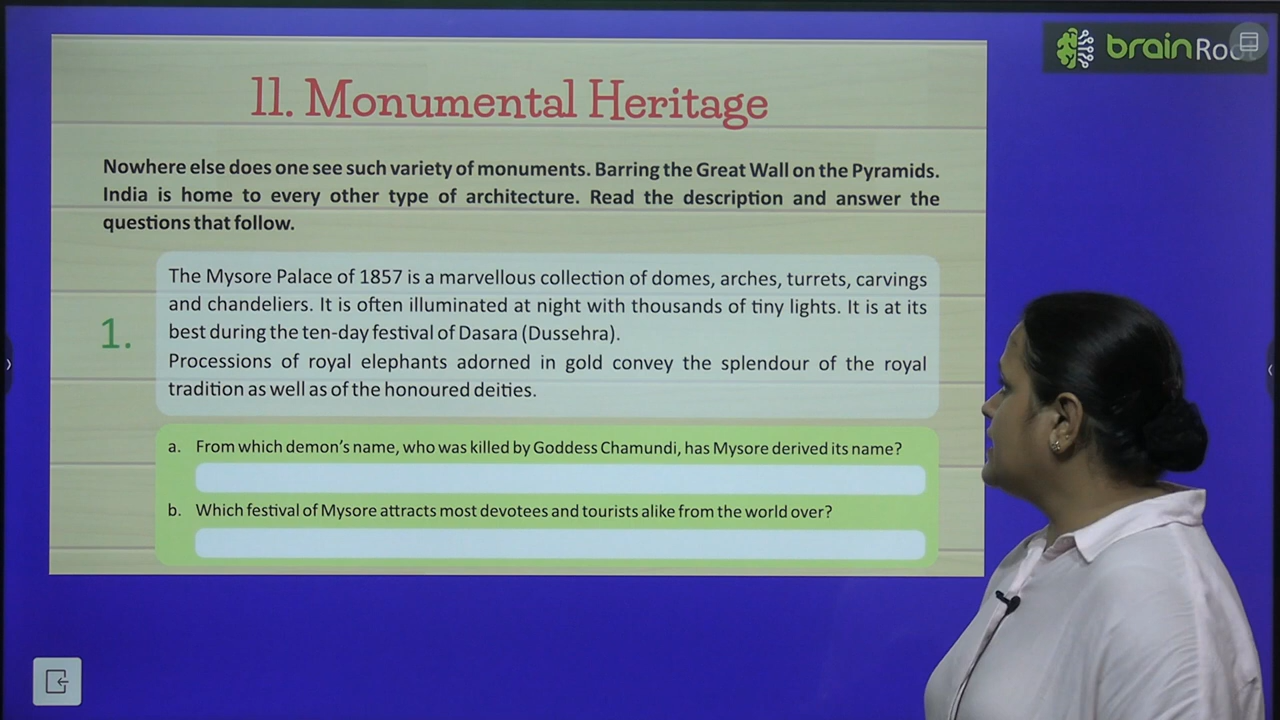 brainRoot
11. Monumental Heritage
Nowhere else does one see such variety of monuments. Barring the Great Wall on the Pyramids.
India is home to every other type of architecture. Read the description and answer the
questions that follow.
1.
The Mysore Palace of 1857 is a marvellous collection of domes, arches, turrets, carvings
and chandeliers. It is often illuminated at night with thousands of tiny lights. It is at its
best during the ten-day festival of Dasara (Dussehra).
Processions of royal elephants adorned in gold convey the splendour of the royal
tradition as well as of the honoured deities.
a. From which demon's name, who was killed by Goddess Chamundi, has Mysore derived its name?
b. Which festival of Mysore attracts most devotees and tourists alike from the world over?